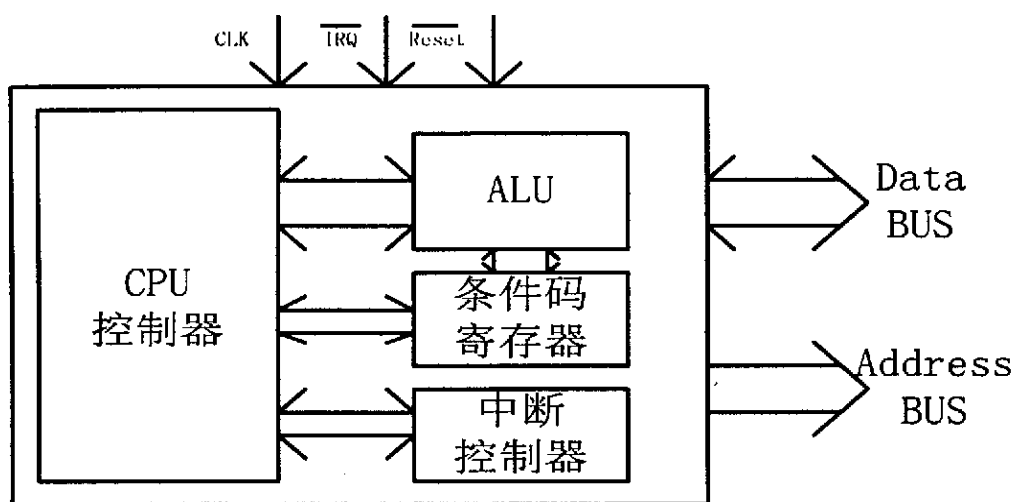 CLK IRQ Reset
ALU
Data
BUS
CPU
控制器
条件码
寄存器
Address
BUS
中断
控制器